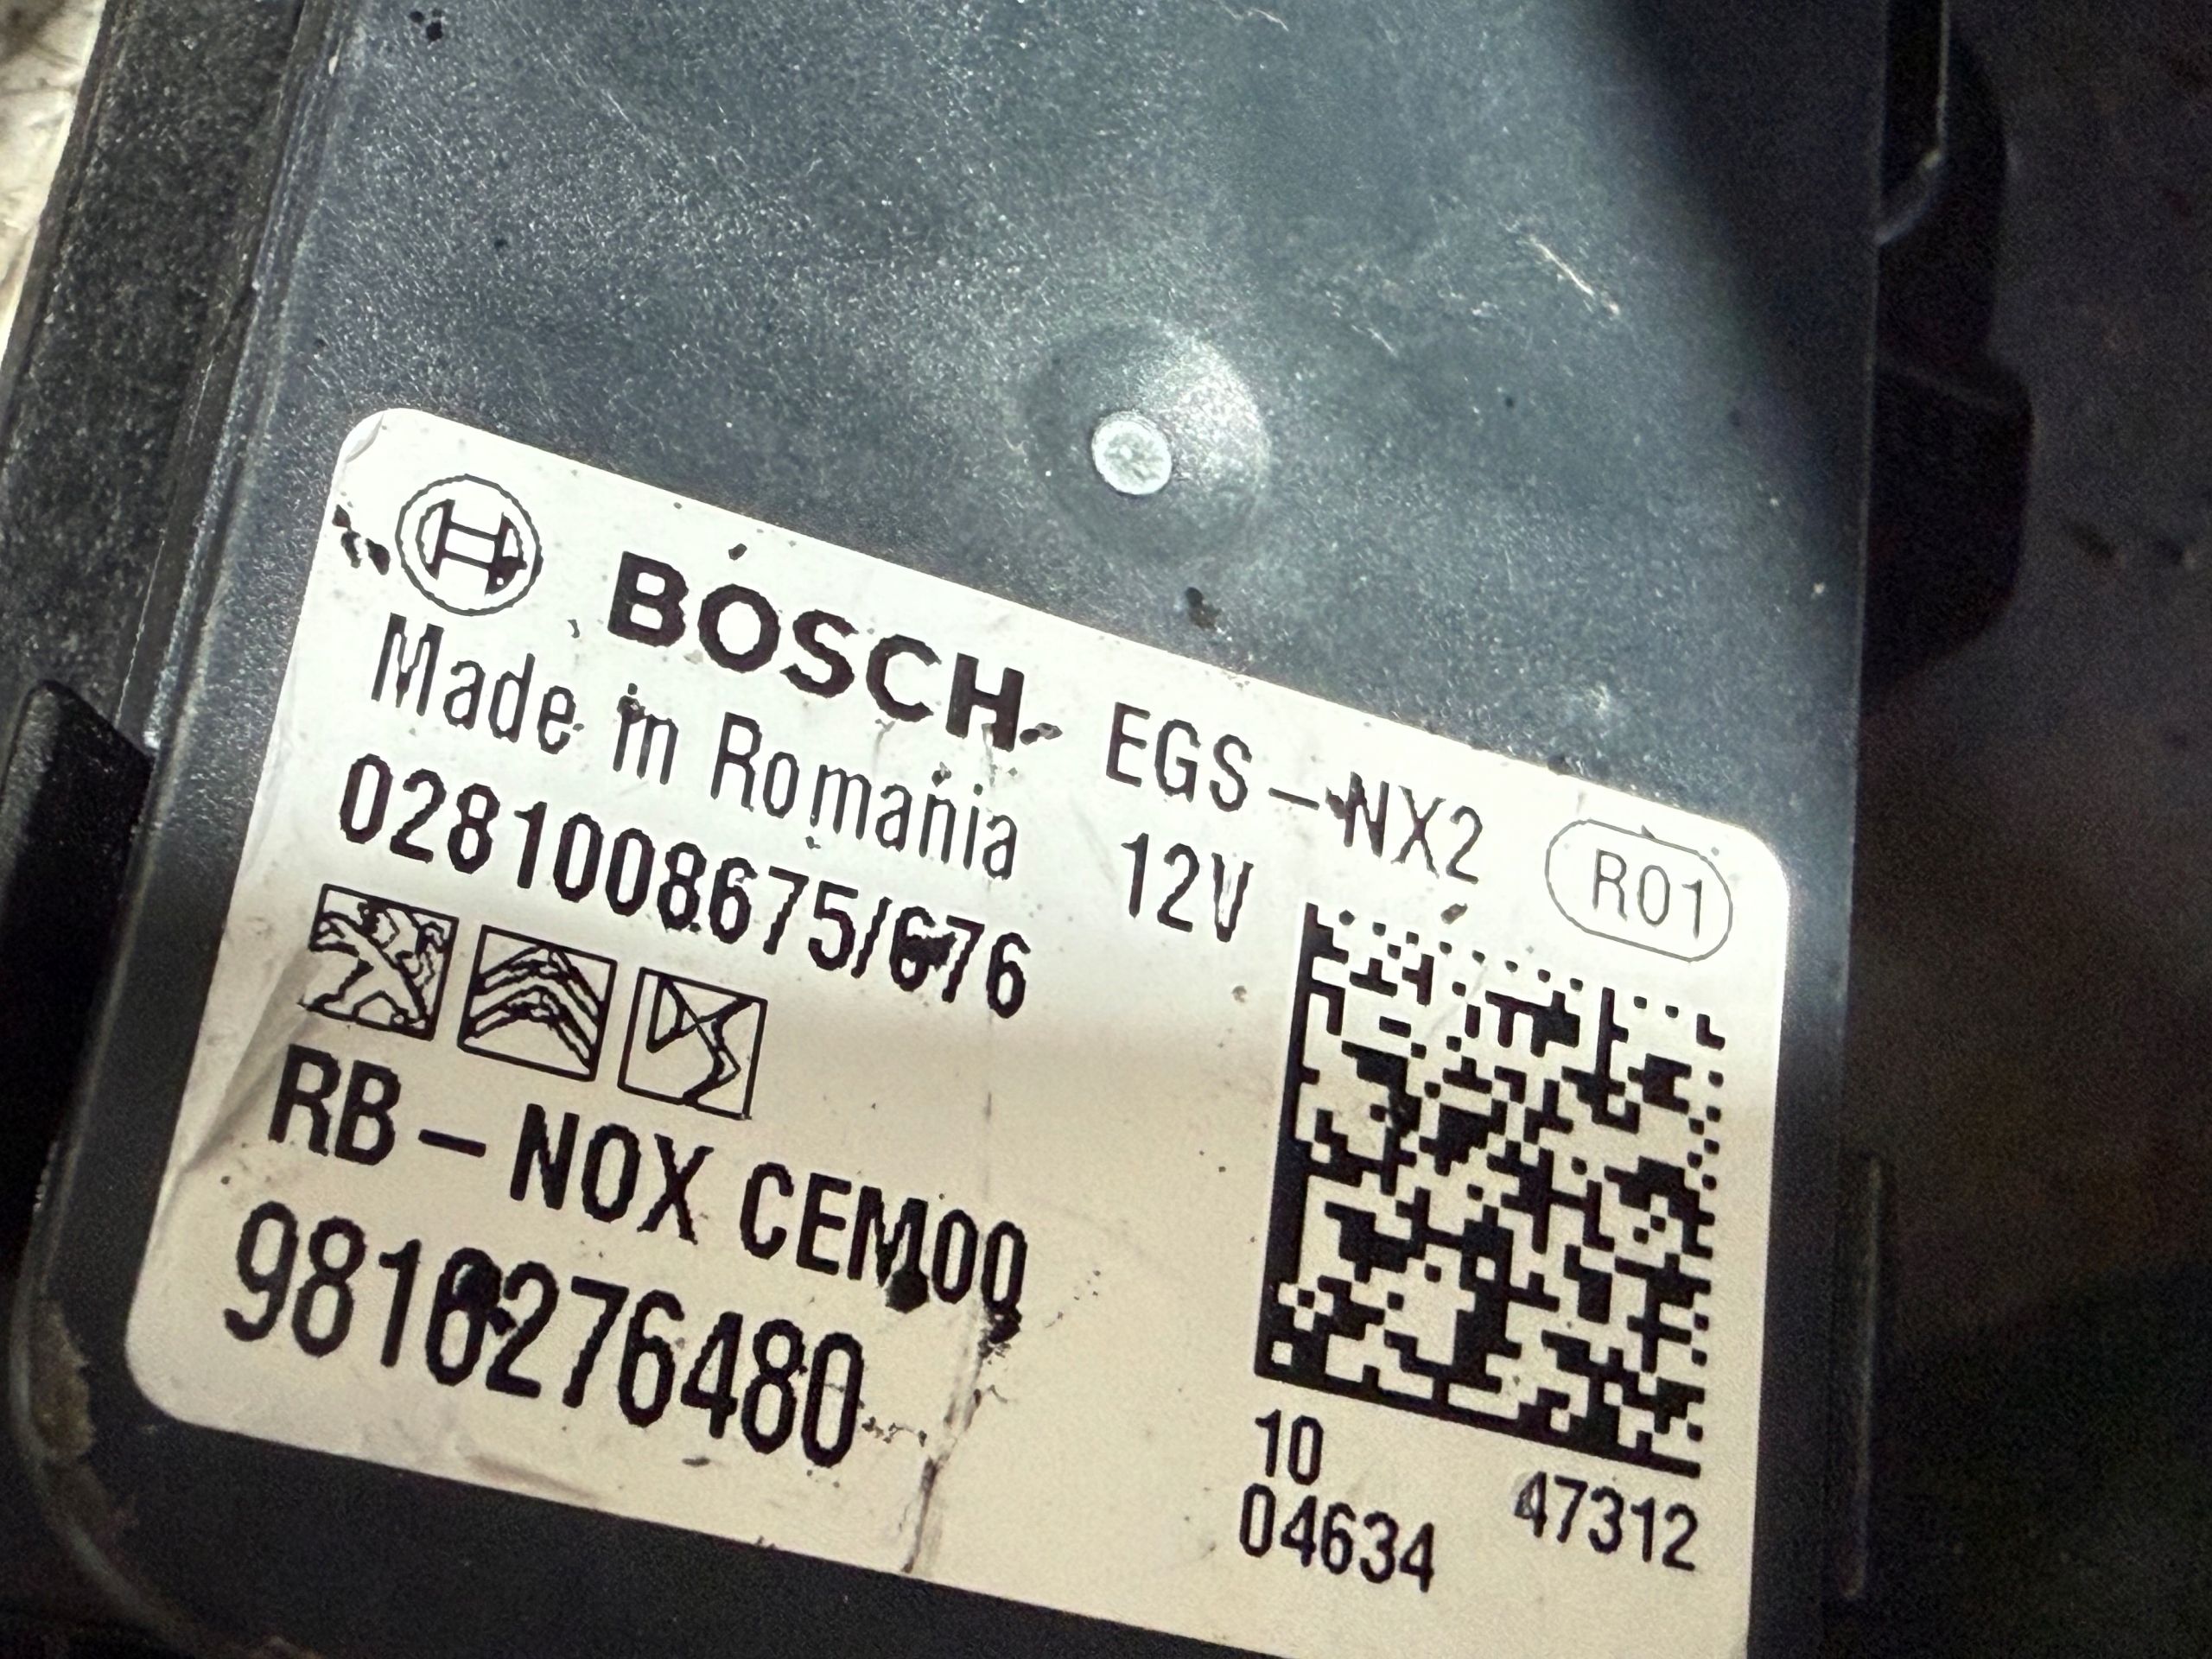 BOSCH EGS-NX2 R01
Made in Romania 12V
0281008675/676
RB-NOX CEM00
9816276480
10
04634 47312